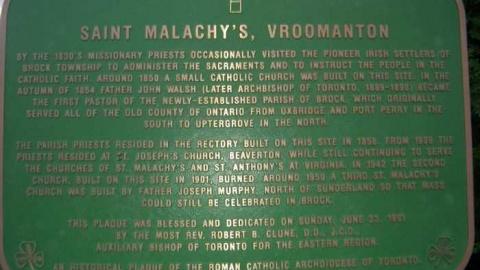 SAINT MALACHY'S, VROOMANTON
BY THE 1830'S MISSIONARY PRIESTS OCCASIONALLY VISITED THE PIONEER IRISH SETTLERS OF
BROCK TOWNSHIP TO ADMINISTER THE SACRAMENTS AND TO INSTRUCT THE PEOPLE IN THE
CATHOLIC FAITH. AROUND 1850 A SMALL CATHOLIC CHURCH WAS BUILT ON THIS SITE. IN THE
AUTUMN OF 1854 FATHER JOHN WALSH (LATER ARCHBISHOP OF TORONTO, 1889-1898) BECAME
THE FIRST PASTOR OF THE NEWLY-ESTABLISHED PARISH OF BROCK, WHICH ORIGINALLY
SERVED ALL OF THE OLD COUNTY OF ONTARIO FROM UXBRIDGE AND PORT PERRY IN THE
SOUTH TO UPTERGROVE IN THE NORTH.
THE PARISH PRIESTS RESIDED IN THE RECTORY BUILT ON THIS SITE IN 1858. FROM 1909 THE
PRIESTS RESIDED AT ST. JOSEPH'S CHURCH, BEAVERTON, WHILE STILL CONTINUING TO SERVE
THE CHURCHES OF ST. MALACHY'S AND ST. ANTHONY'S AT VIRGINIA. IN 1942 THE SECOND
CHURCH, BUILT ON THIS SITE IN 1901, BURNED. AROUND 1950 A THIRD ST. MALACHY'S
CHURCH WAS BUILT BY FATHER JOSEPH MURPHY, NORTH OF SUNDERLAND SO THAT MASS
COULD STILL BE CELEBRATED IN BROCK.
THIS PLAQUE WAS BLESSED AND DEDICATED ON SUNDAY, JUNE 23, 1991
BY THE MOST REV. ROBERT B. CLUNE, D.D., J.C.D.,
AUXILIARY BISHOP OF TORONTO FOR THE EASTERN REGION.
AN HISTORICAL PLAQUE OF THE ROMAN CATHOLIC ARCHDIOCESE OF TORONTO